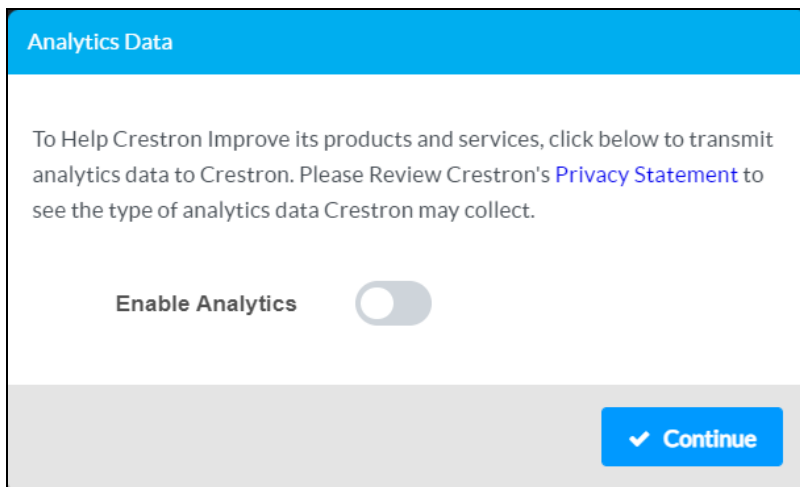 Analytics Data
To Help Crestron Improve its products and services, click below to transmit
analytics data to Crestron. Please Review Crestron's Privacy Statement to
see the type of analytics data Crestron may collect.
Enable Analytics
Continue